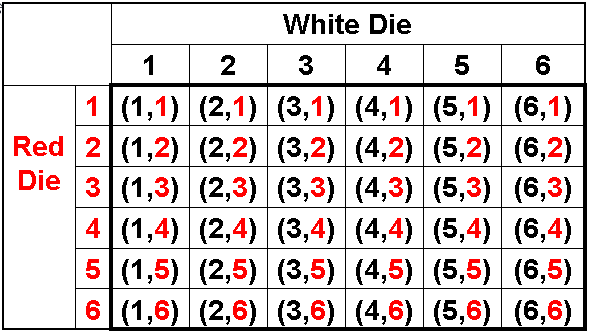 White Die
1 2 3 4 5 6
1 (1,1) (2,1) (3,1) (4,1) (5,1) (6,1)
Red 2 (1,2) (2,2) (3,2) (4,2) (5,2) (6,2)
Die 3 (1,3) (2,3) (3,3) (4,3) (5,3) (6,3)
4 (1,4) (2,4) (3,4) (4,4) (5,4) (6,4)
5 (1,5) (2,5) (3,5) (4,5) (5,5) (6,5)
6 (1,6) (2,6) (3,6) (4,6) (5,6) (6,6)